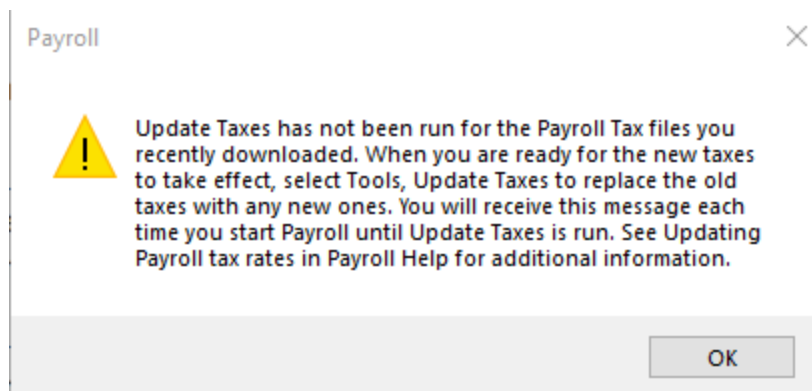 Payroll
Update Taxes has not been run for the Payroll Tax files you
recently downloaded. When you are ready for the new taxes
to take effect, select Tools, Update Taxes to replace the old
taxes with any new ones. You will receive this message each
time you start Payroll until Update Taxes is run. See Updating
Payroll tax rates in Payroll Help for additional information.
OK